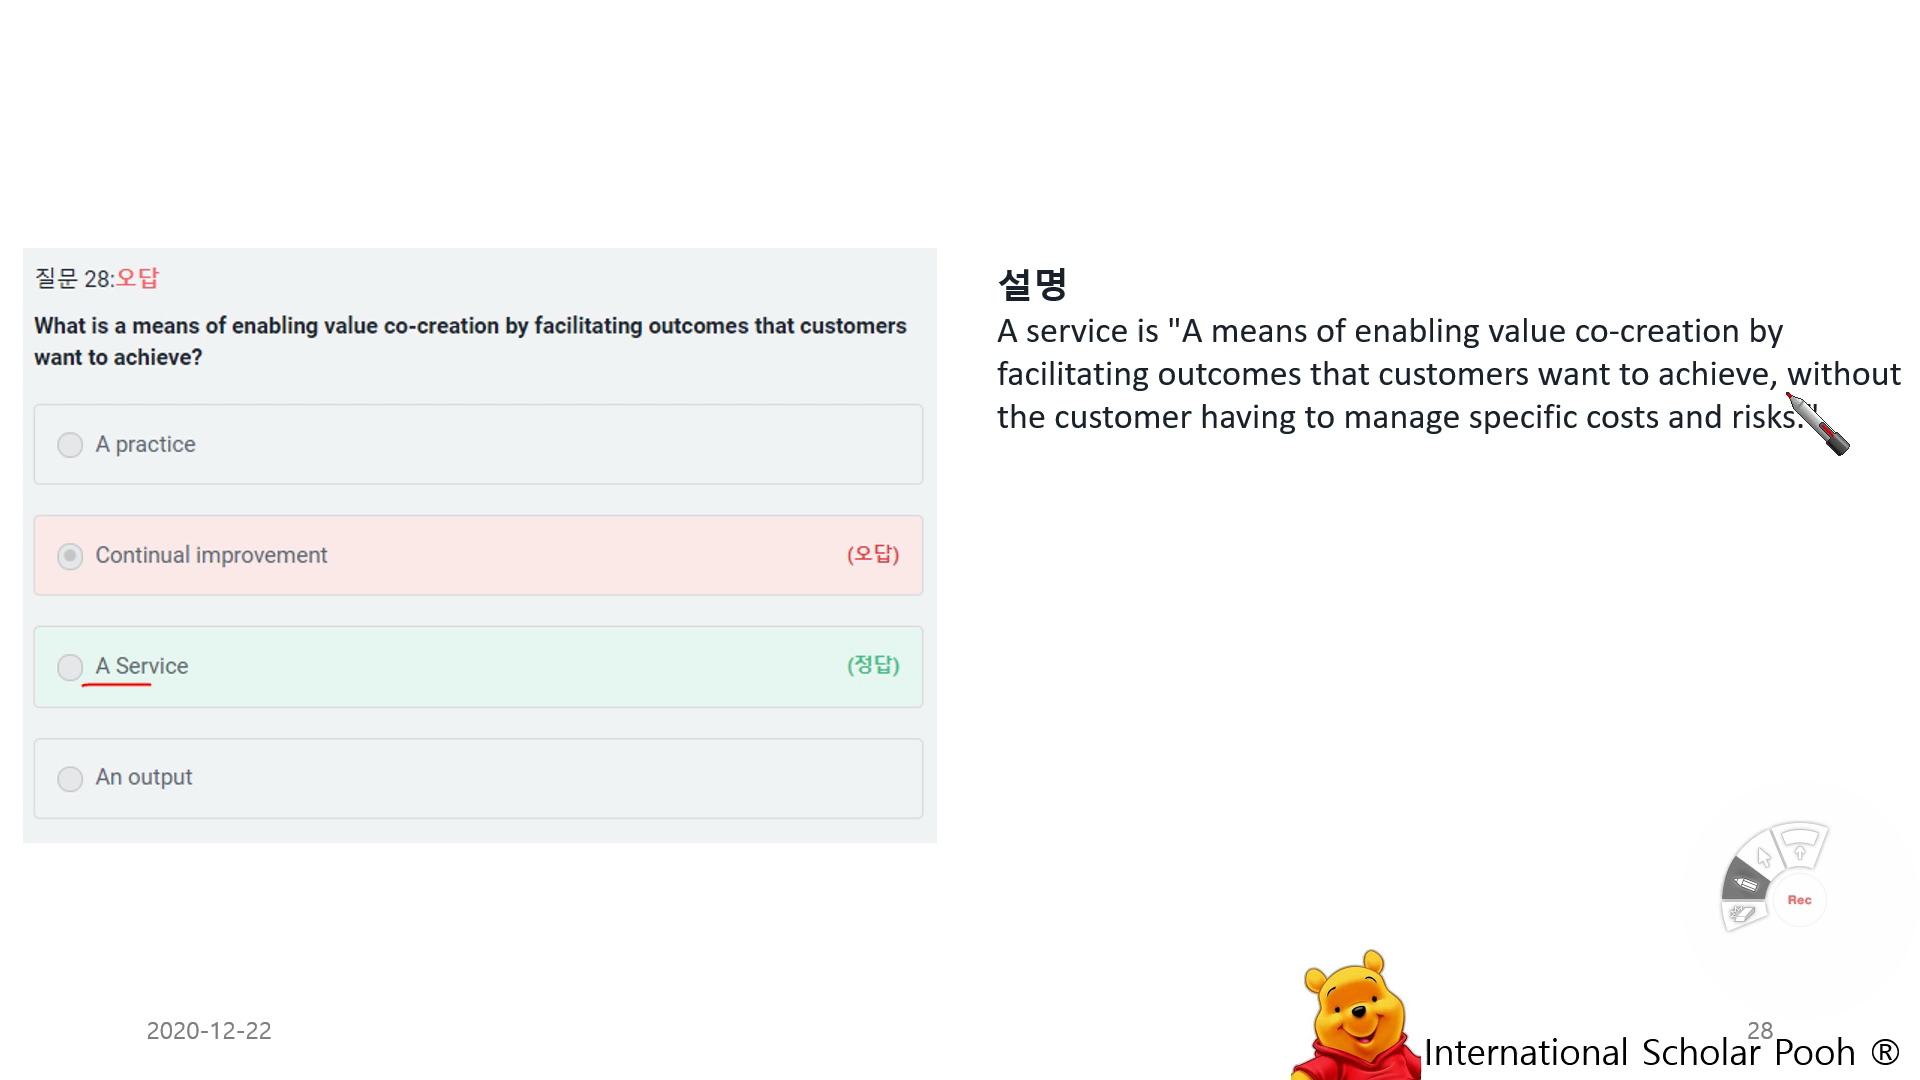 질문 28:오답
What is a means of enabling value co-creation by facilitating outcomes that customers
want to achieve?
A practice
Continual improvement
(오답)
A Service
(정답)
An output
설명
A service is "A means of enabling value co-creation by
facilitating outcomes that customers want to achieve, without
the customer having to manage specific costs and risks."
Rec
2020-12-22
28
International Scholar Pooh ®